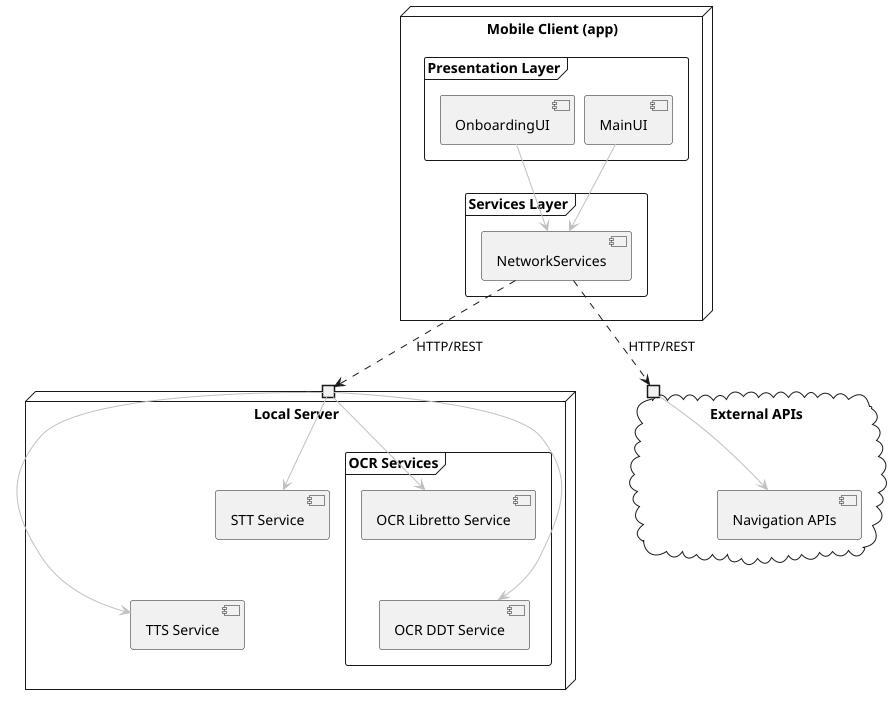 Mobile Client (app)
Presentation Layer
OnboardingUI
MainUI
Services Layer
NetworkServices
HTTP/REST
HTTP/REST
Local Server
External APIs
OCR Services
STT Service
OCR Libretto Service
Navigation APIs
TTS Service
OCR DDT Service